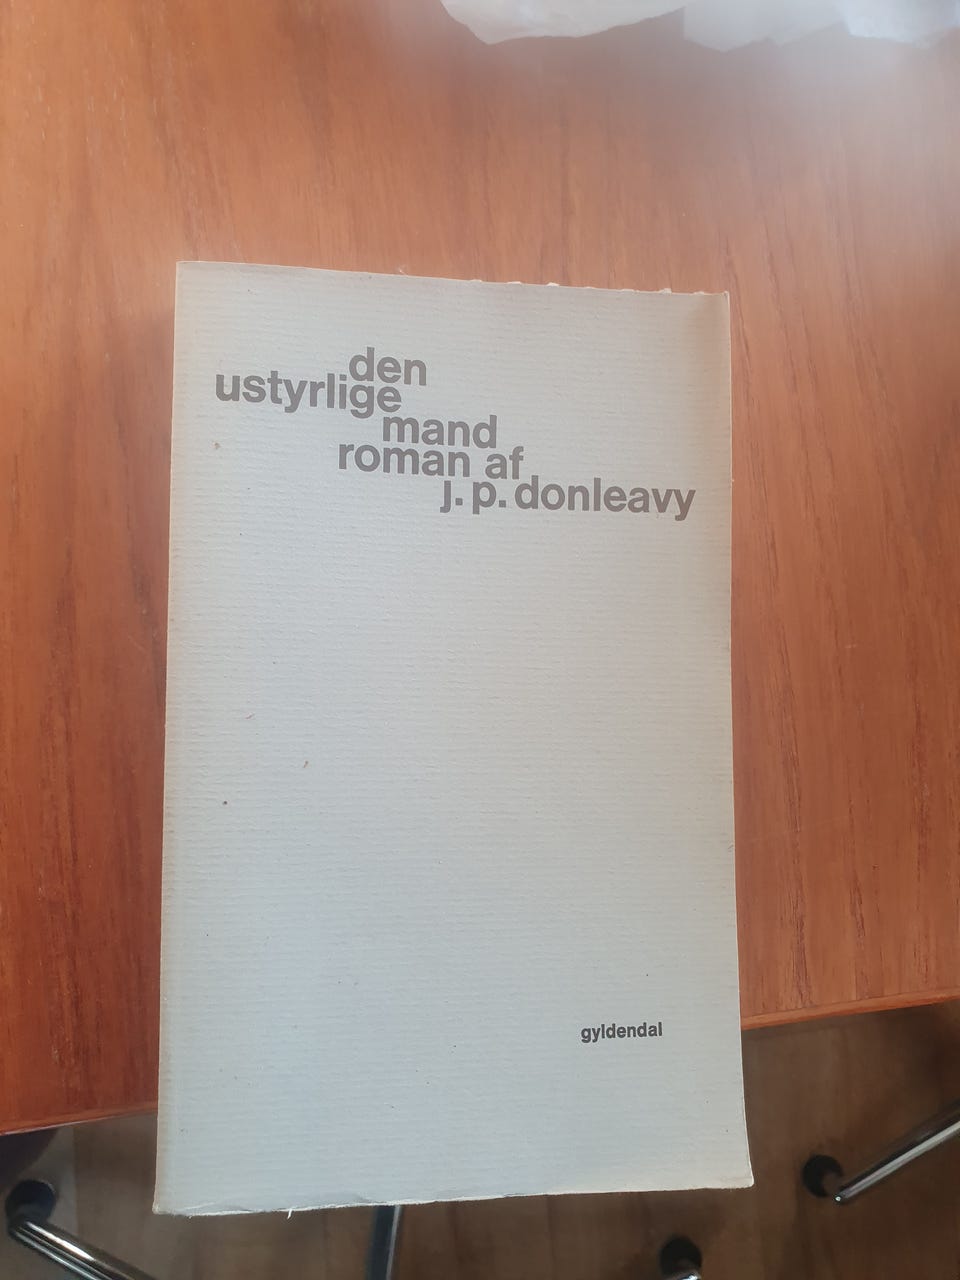 den
ustyrlige
mand
roman af
j. p. donleavy
gyldendal